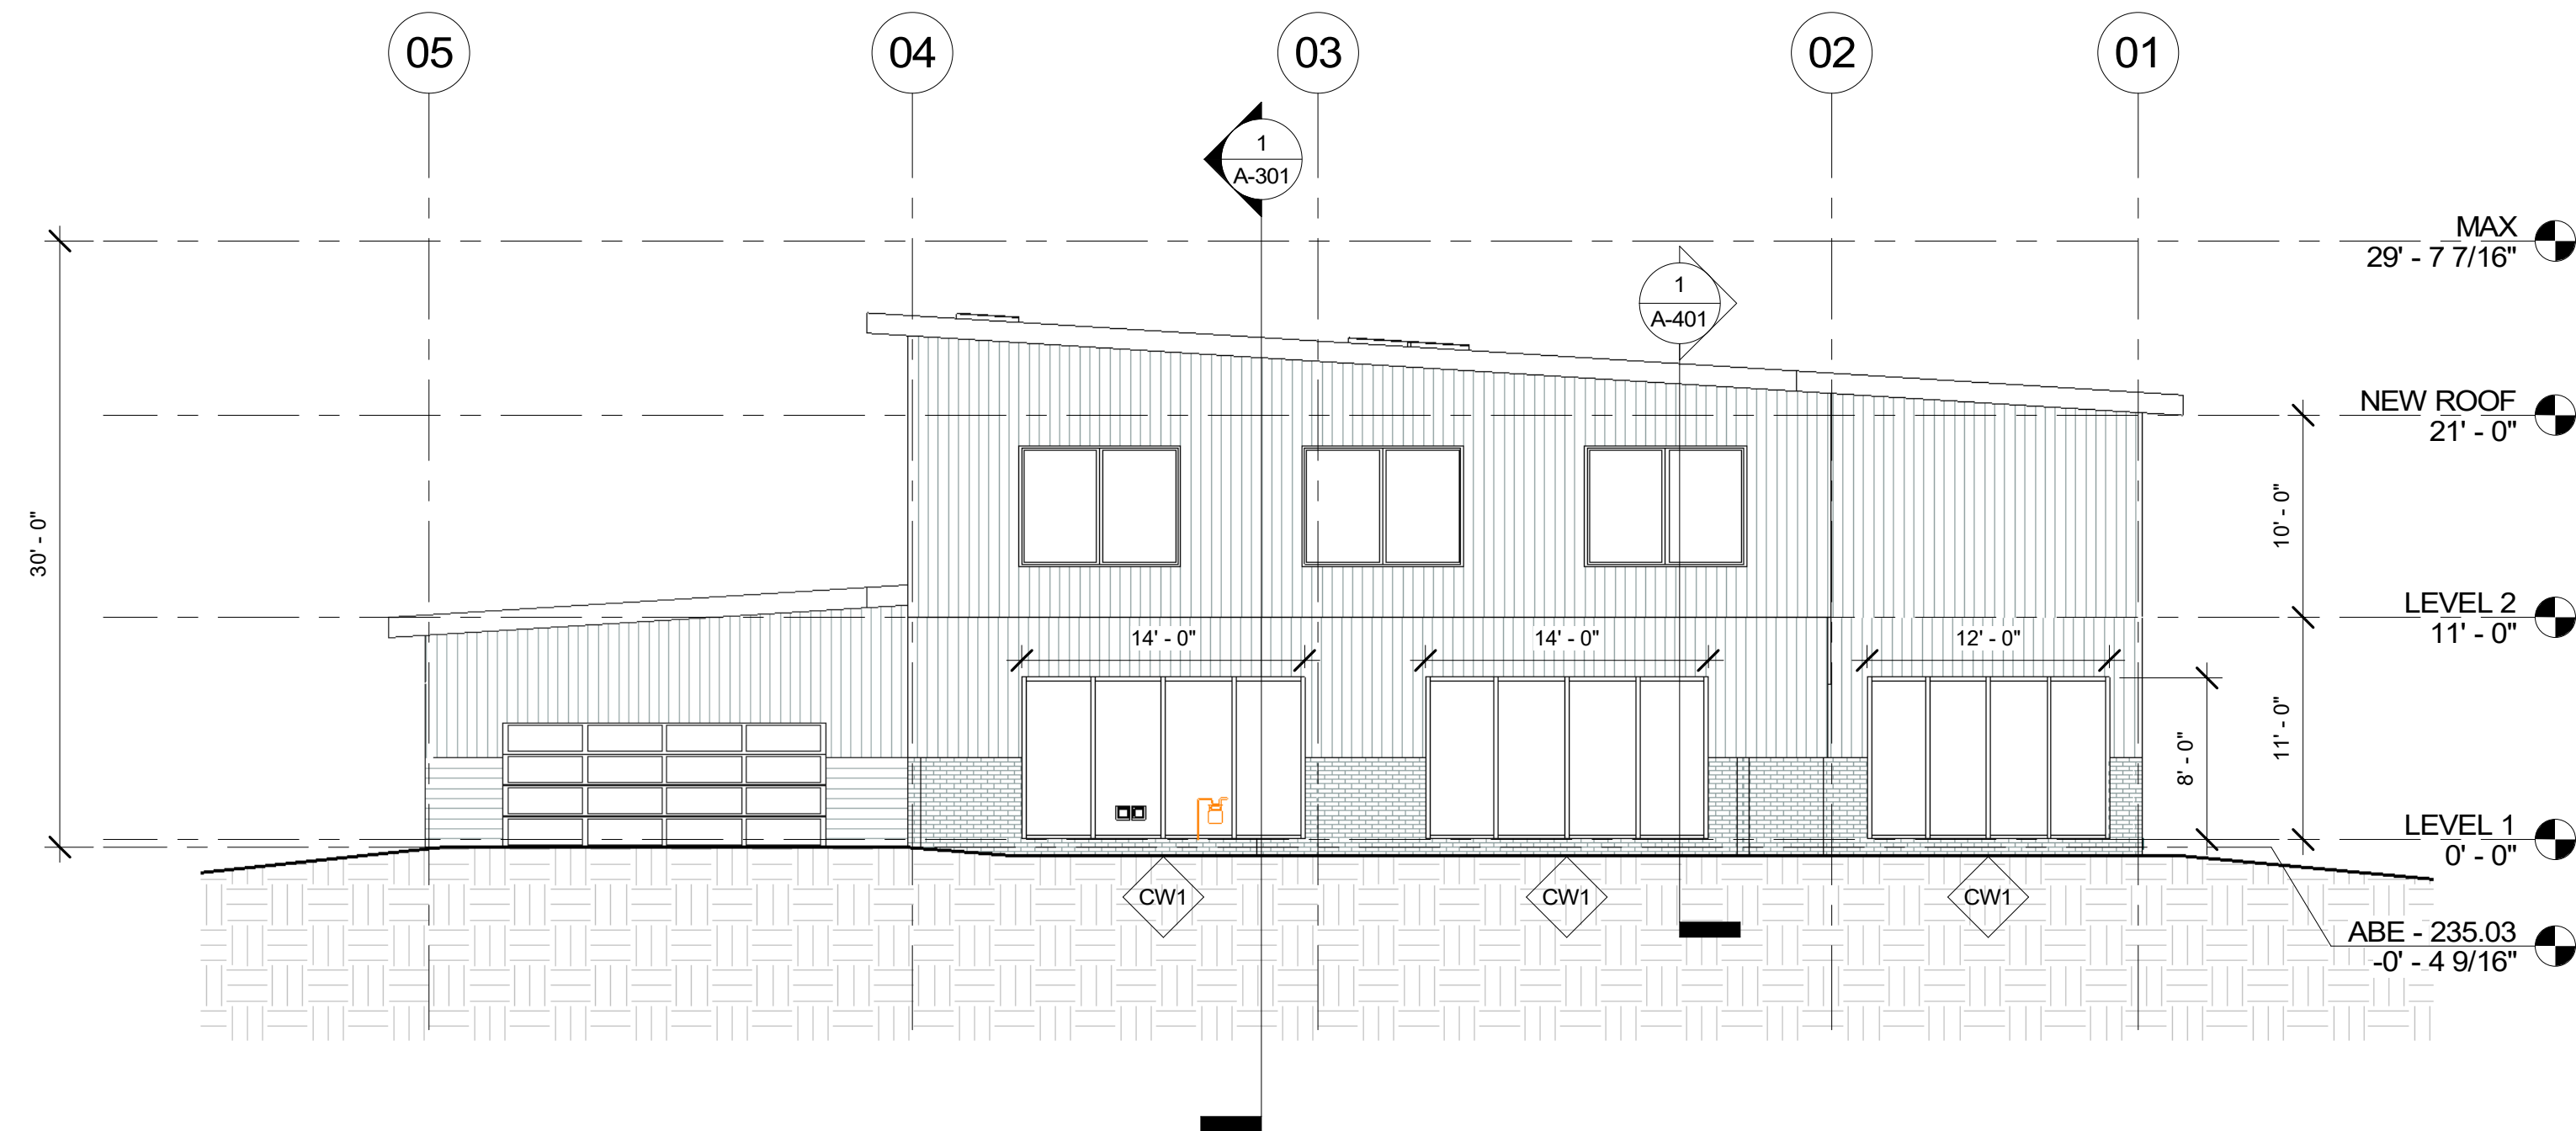 05
04
03
02
01
1
A-301
MAX
29' - 7 7/16"
1
A-401
NEW ROOF
21' - 0"
30' - 0"
10' - 0"
LEVEL 2
11' - 0"
14' - 0"
14' - 0"
12' - 0"
8' - 0"
11' - 0"
LEVEL 1
0' - 0"
CW1
CW1
CW1
ABE - 235.03
-0' - 4 9/16"